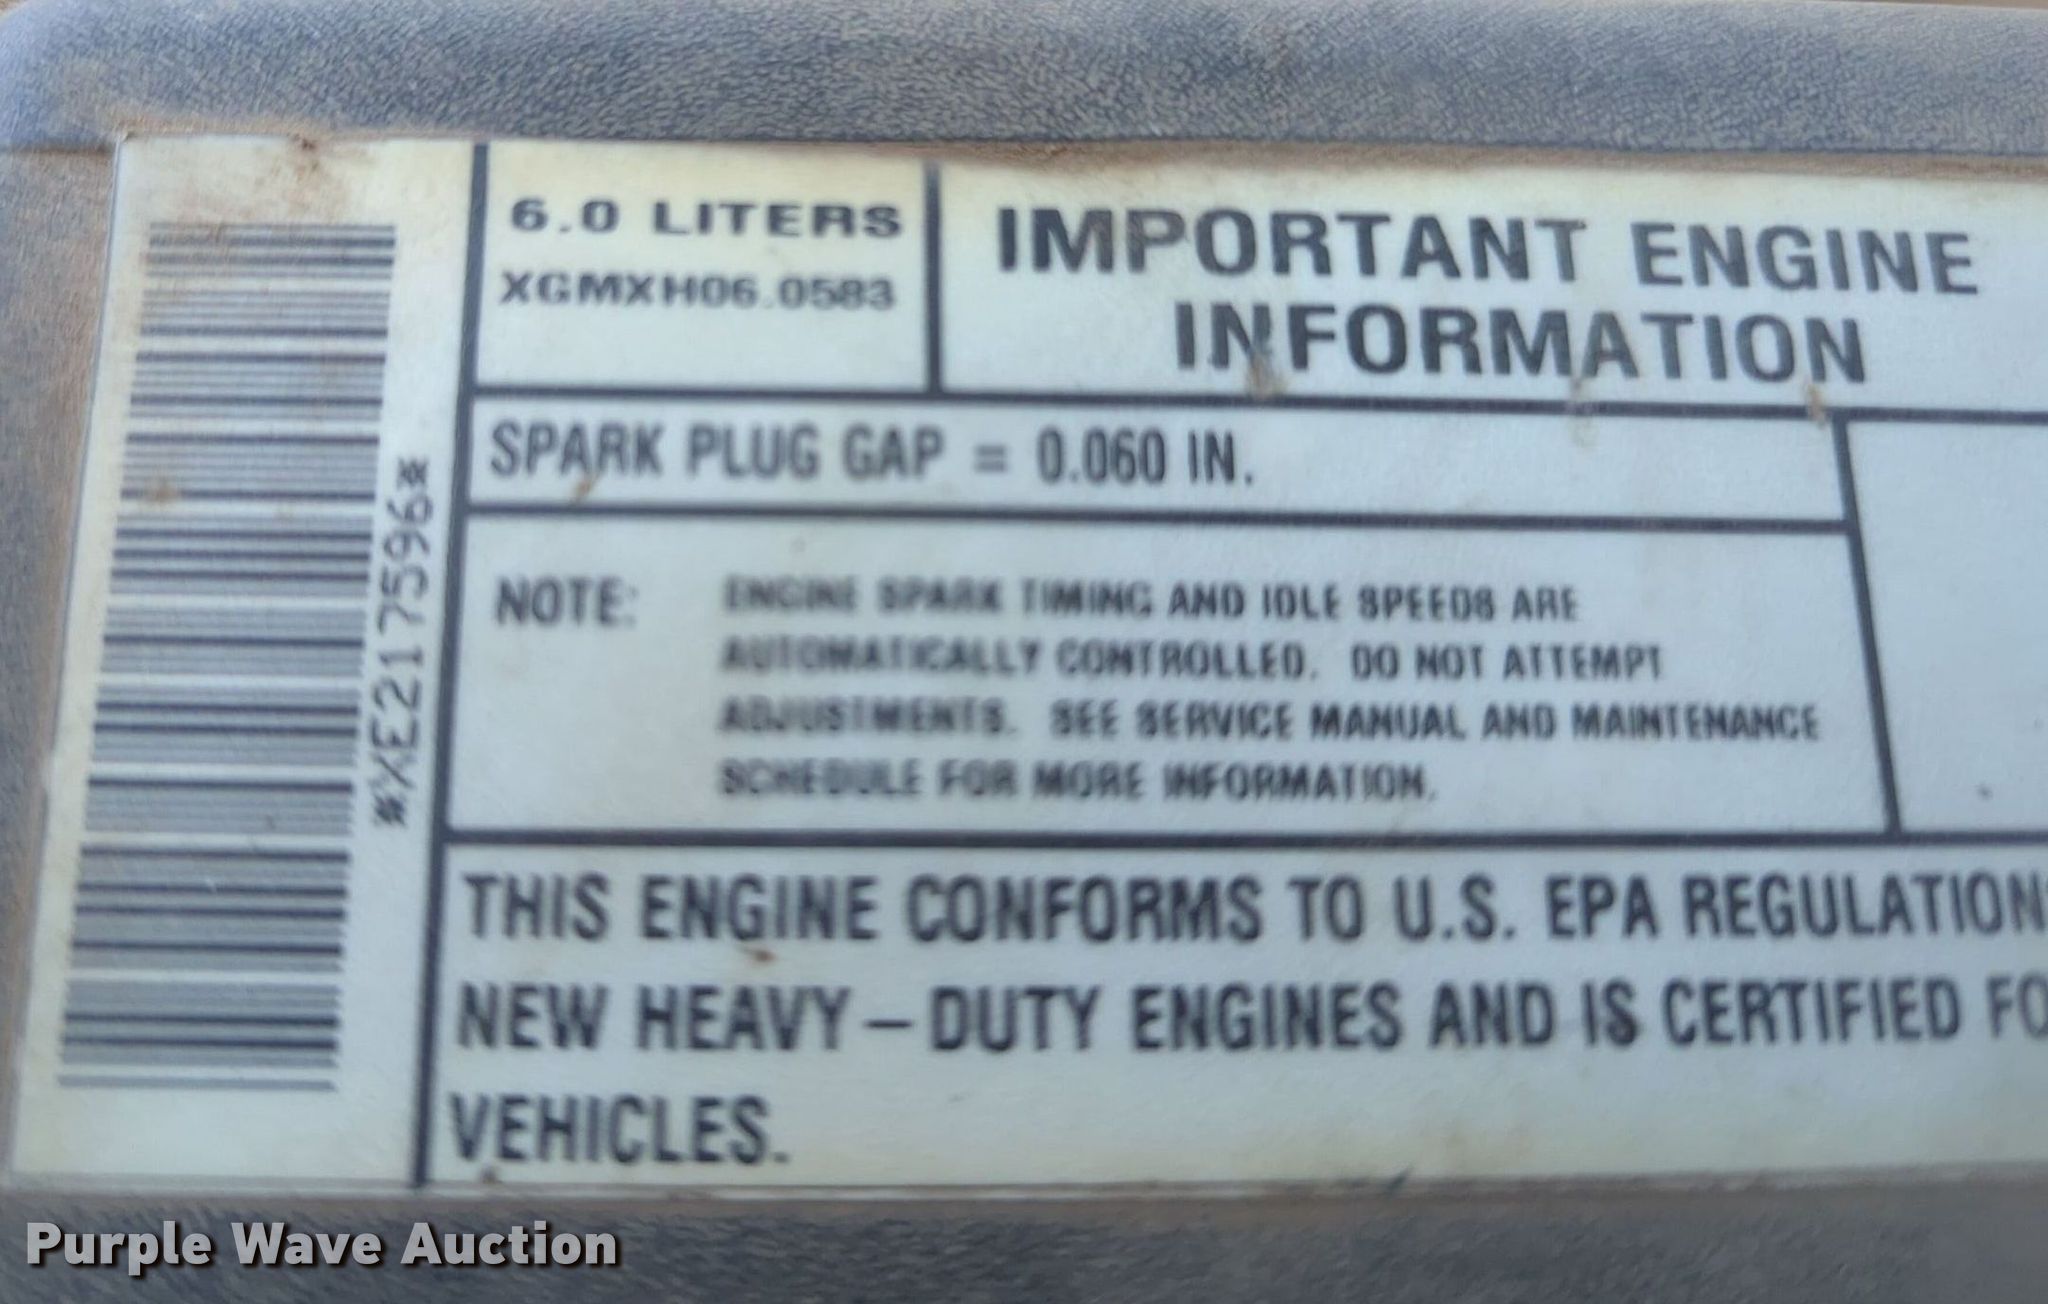 *XE217596*
6.0 LITERS
XGMXH06.0583
IMPORTANT ENGINE
INFORMATION
SPARK PLUG GAP = 0.060 IN.
NOTE: ENGINE SPARK TIMING AND IDLE SPEEDS ARE
AUTOMATICALLY CONTROLLED. DO NOT ATTEMPT
ADJUSTMENTS. SEE SERVICE MANUAL AND MAINTENANCE
SCHEDULE FOR MORE INFORMATION.
THIS ENGINE CONFORMS TO U.S. EPA REGULATION
NEW HEAVY-DUTY ENGINES AND IS CERTIFIED FO
VEHICLES.
Purple Wave Auction